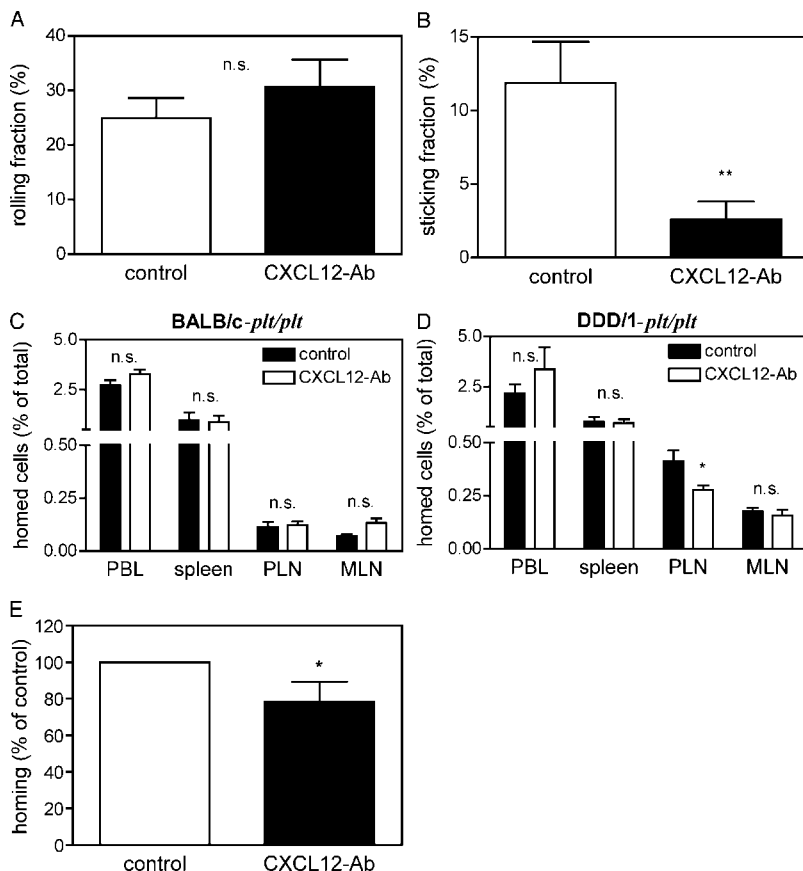 A
rolling fraction (%)
40
30
20
10
0
n.s.
control
CXCL12-Ab
B
sticking fraction (%)
15
10
5
0
**
control
CXCL12-Ab
C
BALB/c-plt/plt
homed cells (% of total)
5.0
2.5
0.50
0.25
0.00
control
CXCL12-Ab
n.s.
n.s.
n.s.
n.s.
PBL
spleen
PLN
MLN
D
DDD/1-plt/plt
homed cells (% of total)
5.0
2.5
0.50
0.25
0.00
control
CXCL12-Ab
n.s.
n.s.
*
n.s.
PBL
spleen
PLN
MLN
E
homing (% of control)
120
100
80
60
40
20
0
*
control
CXCL12-Ab